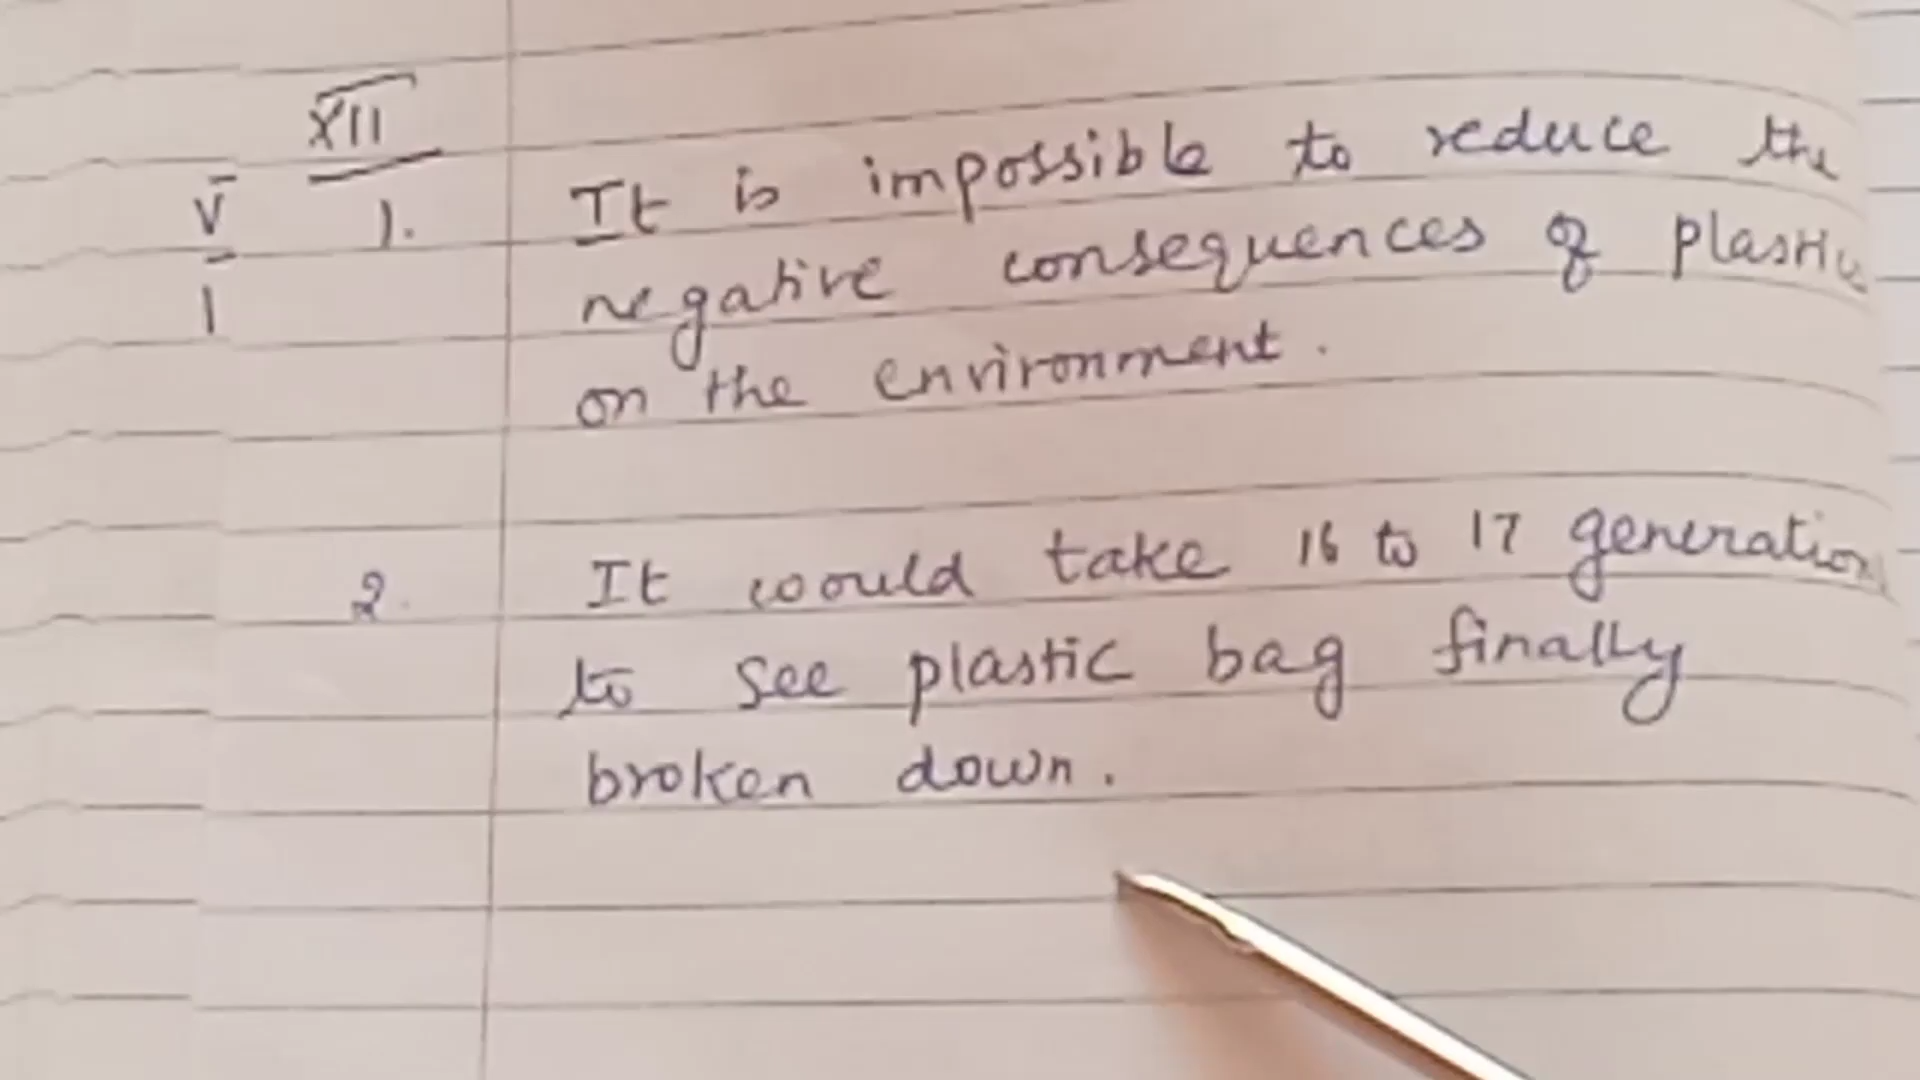 XII
V 1. It is impossible to reduce the
1 negative consequences of plastic
on the environment.
2. It would take 16 to 17 generation
to see plastic bag finally
broken down.